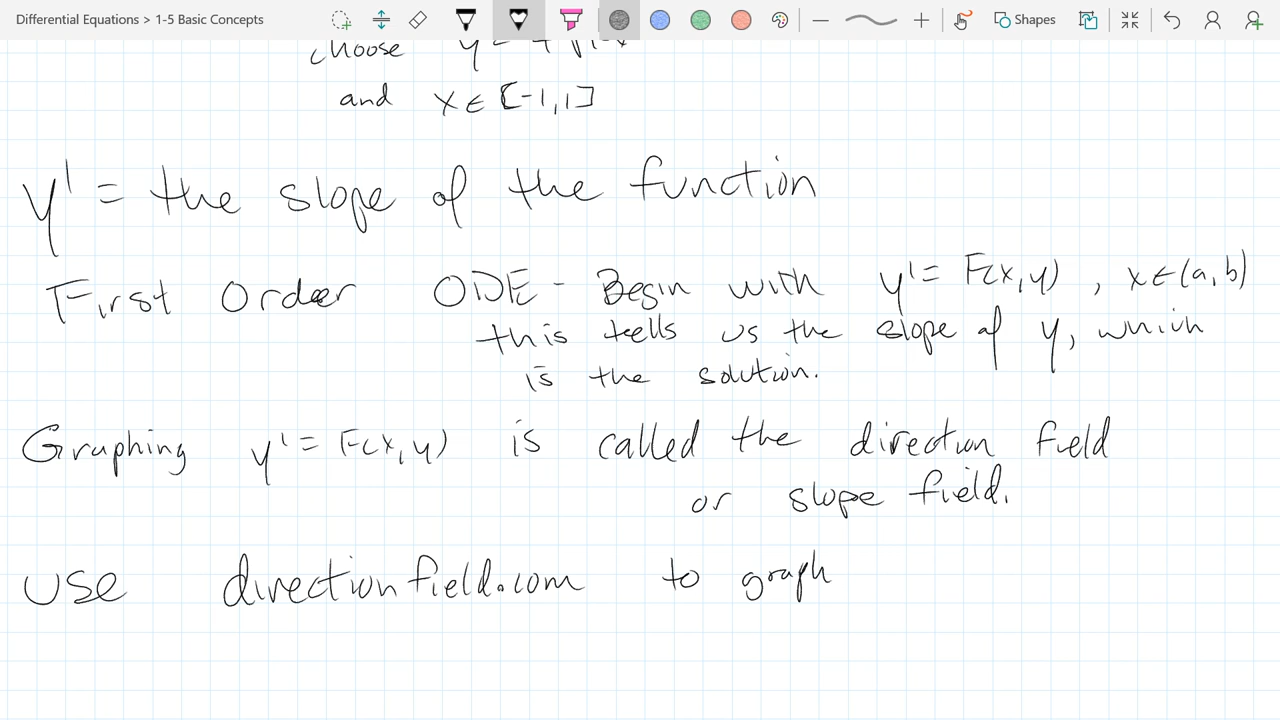 Differential Equations > 1-5 Basic Concepts
Shapes
choose y = +
and x ∈ [-1,1]
y' = the slope of the function
First Order ODE - Begin with y' = F(x,y) , x∈(a,b)
this tells us the slope of y, which
is the solution.
Graphing y' = F(x,y) is called the direction field
or slope field.
Use directionfield.com to graph